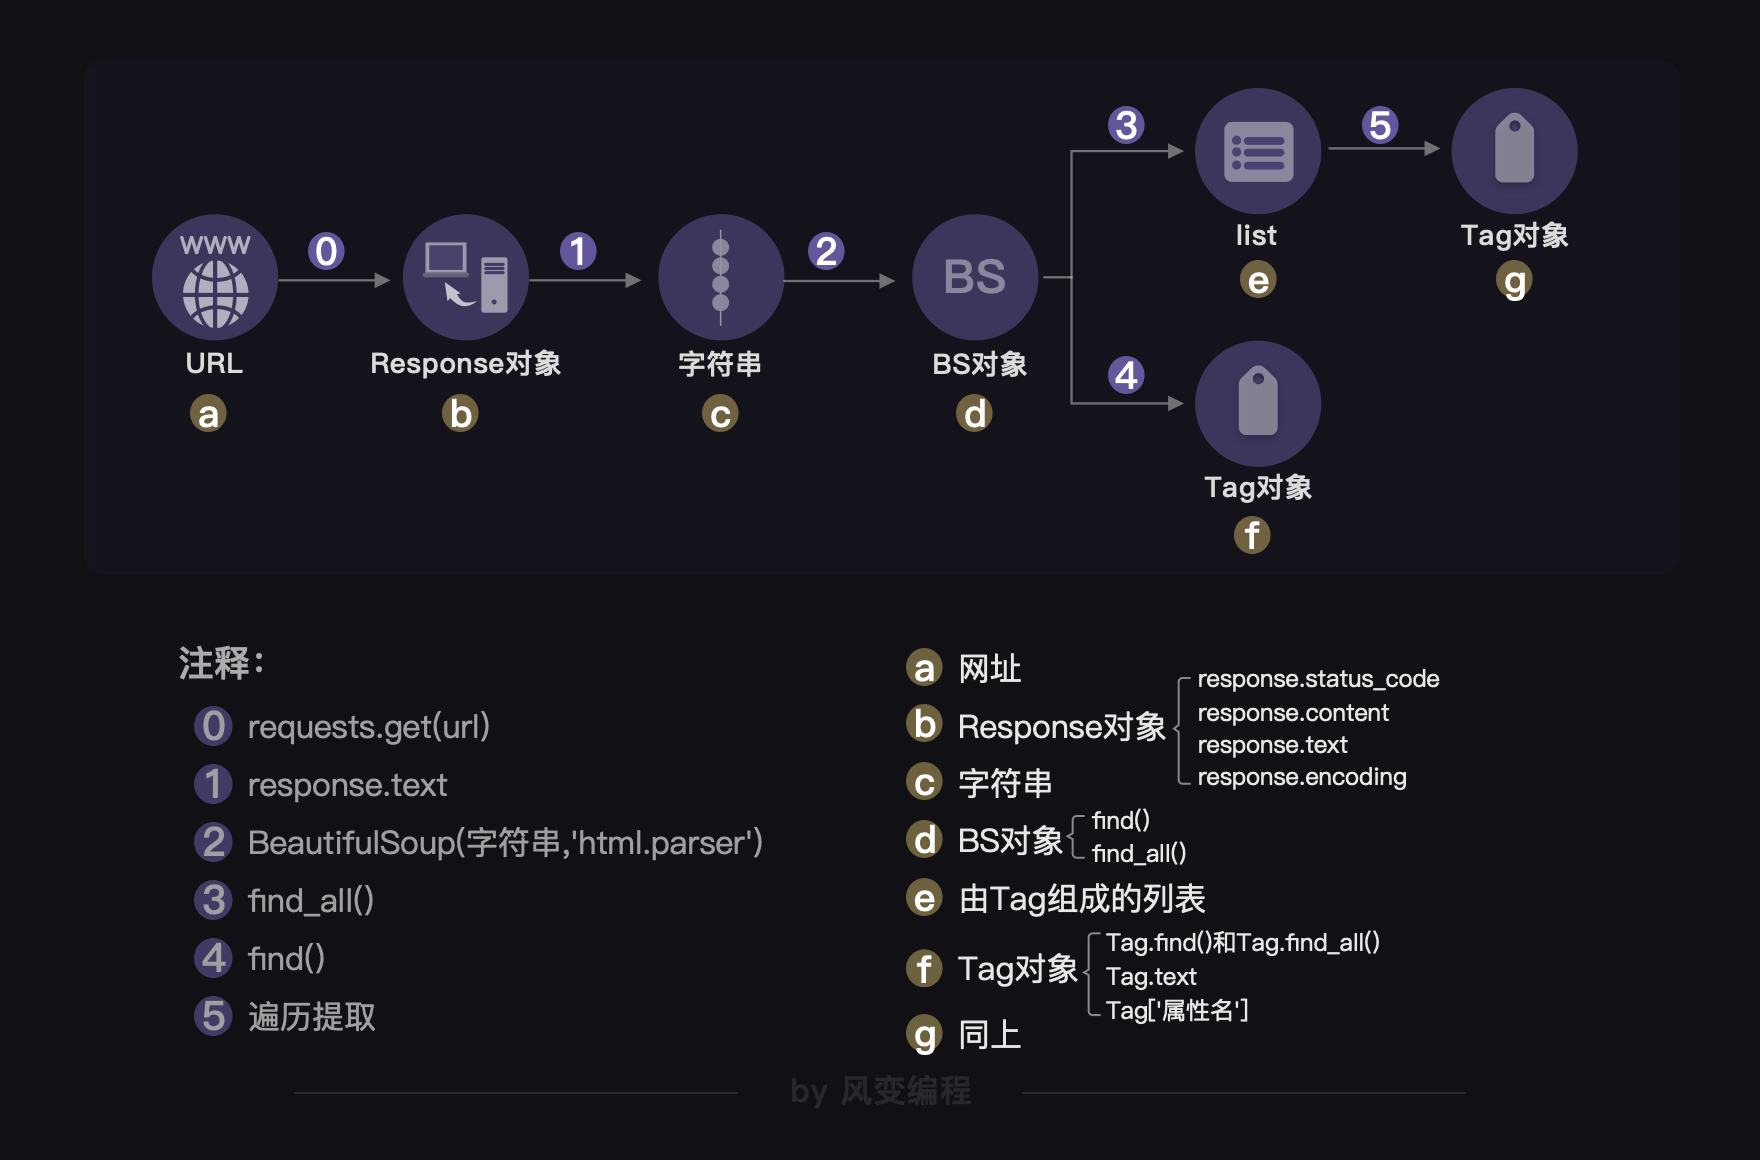 3
5
WWW
0
1
2
BS
list
Tag对象
e
g
URL
Response对象
字符串
BS对象
4
a
b
c
d
Tag对象
f
注释：
0 requests.get(url)
1 response.text
2 BeautifulSoup(字符串,'html.parser')
3 find_all()
4 find()
5 遍历提取
a 网址
b Response对象
response.status_code
response.content
response.text
response.encoding
c 字符串
d BS对象
find()
find_all()
e 由Tag组成的列表
f Tag对象
Tag.find()和Tag.find_all()
Tag.text
Tag['属性名']
g 同上
by 风变编程